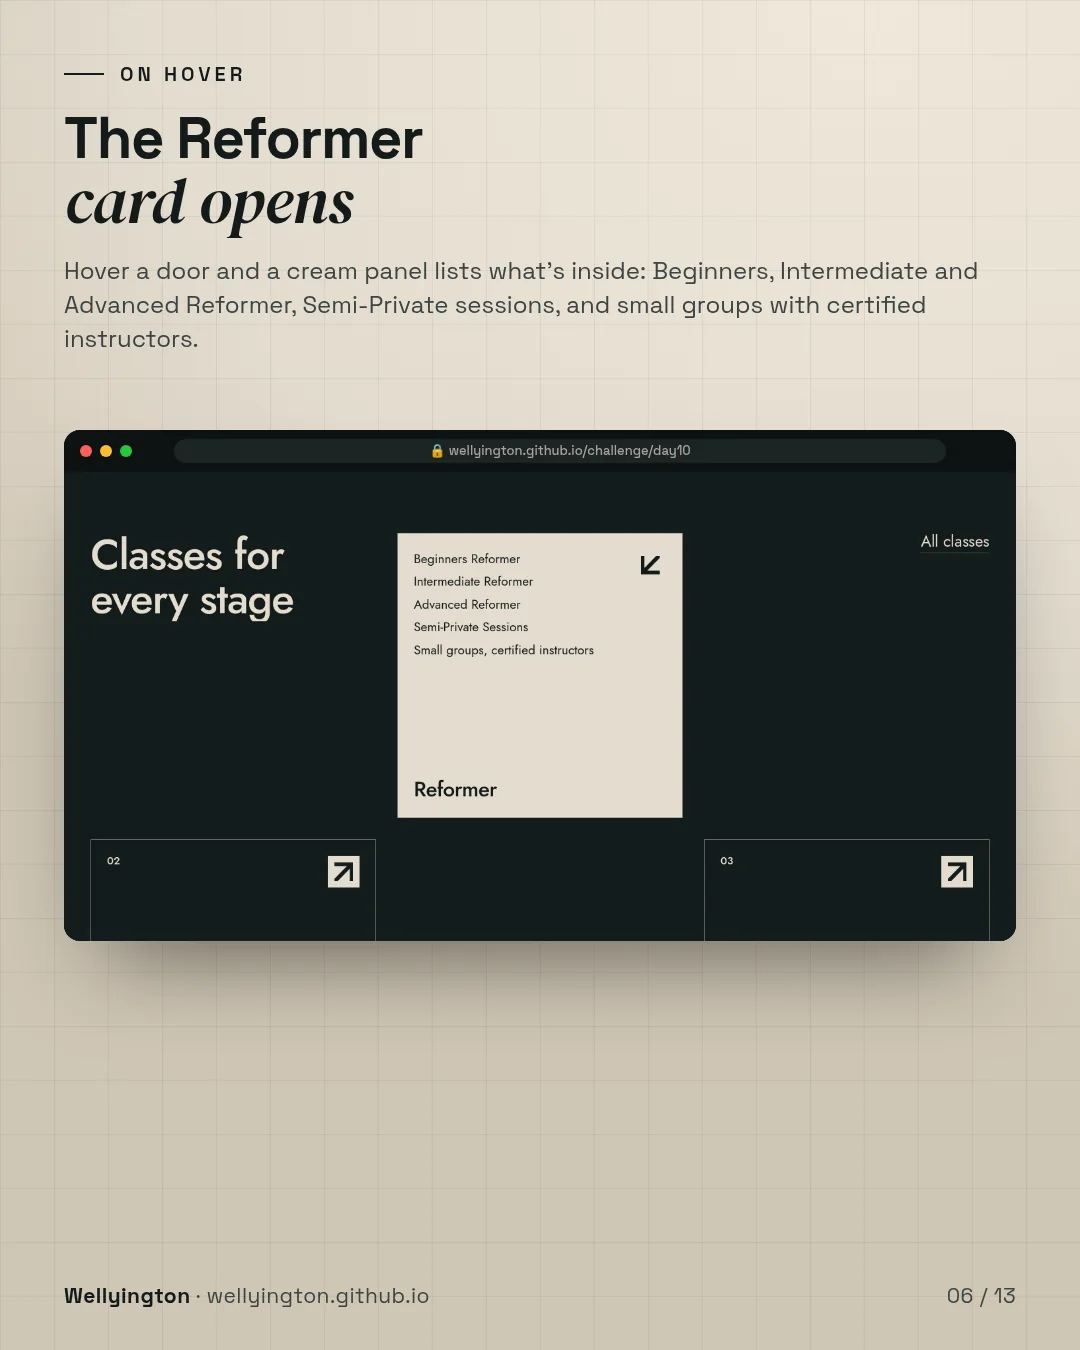 ON HOVER
The Reformer
card opens
Hover a door and a cream panel lists what’s inside: Beginners, Intermediate and
Advanced Reformer, Semi-Private sessions, and small groups with certified
instructors.
wellyington.github.io/challenge/day10
Classes for
every stage
Beginners Reformer
Intermediate Reformer
Advanced Reformer
Semi-Private Sessions
Small groups, certified instructors
Reformer
All classes
02
03
Wellyington · wellyington.github.io
06 / 13